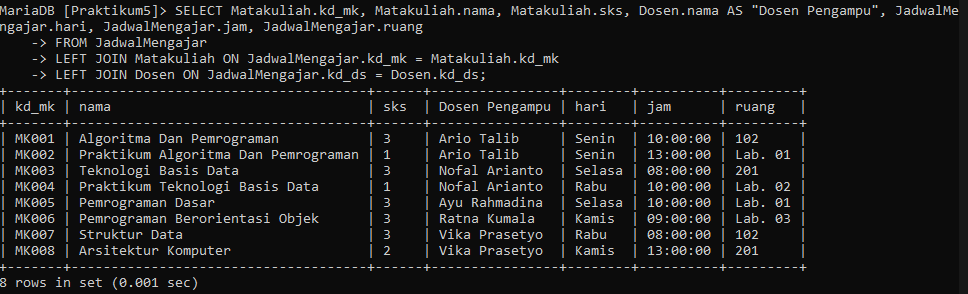 MariaDB [Praktikum5]> SELECT Matakuliah.kd_mk, Matakuliah.nama, Matakuliah.sks, Dosen.nama AS "Dosen Pengampu", JadwalMe
ngajar.hari, JadwalMengajar.jam, JadwalMengajar.ruang
    -> FROM JadwalMengajar
    -> LEFT JOIN Matakuliah ON JadwalMengajar.kd_mk = Matakuliah.kd_mk
    -> LEFT JOIN Dosen ON JadwalMengajar.kd_ds = Dosen.kd_ds;
+-------+-----------------------------------+------+----------------+--------+----------+---------+
| kd_mk | nama                              | sks  | Dosen Pengampu | hari   | jam      | ruang   |
+-------+-----------------------------------+------+----------------+--------+----------+---------+
| MK001 | Algoritma Dan Pemrograman         | 3    | Ario Talib     | Senin  | 10:00:00 | 102     |
| MK002 | Praktikum Algoritma Dan Pemrograman | 1    | Ario Talib     | Senin  | 13:00:00 | Lab. 01 |
| MK003 | Teknologi Basis Data              | 3    | Nofal Arianto  | Selasa | 08:00:00 | 201     |
| MK004 | Praktikum Teknologi Basis Data    | 1    | Nofal Arianto  | Rabu   | 10:00:00 | Lab. 02 |
| MK005 | Pemrograman Dasar                 | 3    | Ayu Rahmadina  | Selasa | 10:00:00 | Lab. 01 |
| MK006 | Pemrograman Berorientasi Objek    | 3    | Ratna Kumala   | Kamis  | 09:00:00 | Lab. 03 |
| MK007 | Struktur Data                     | 3    | Vika Prasetyo  | Rabu   | 08:00:00 | 102     |
| MK008 | Arsitektur Komputer               | 2    | Vika Prasetyo  | Kamis  | 13:00:00 | 201     |
+-------+-----------------------------------+------+----------------+--------+----------+---------+
8 rows in set (0.001 sec)